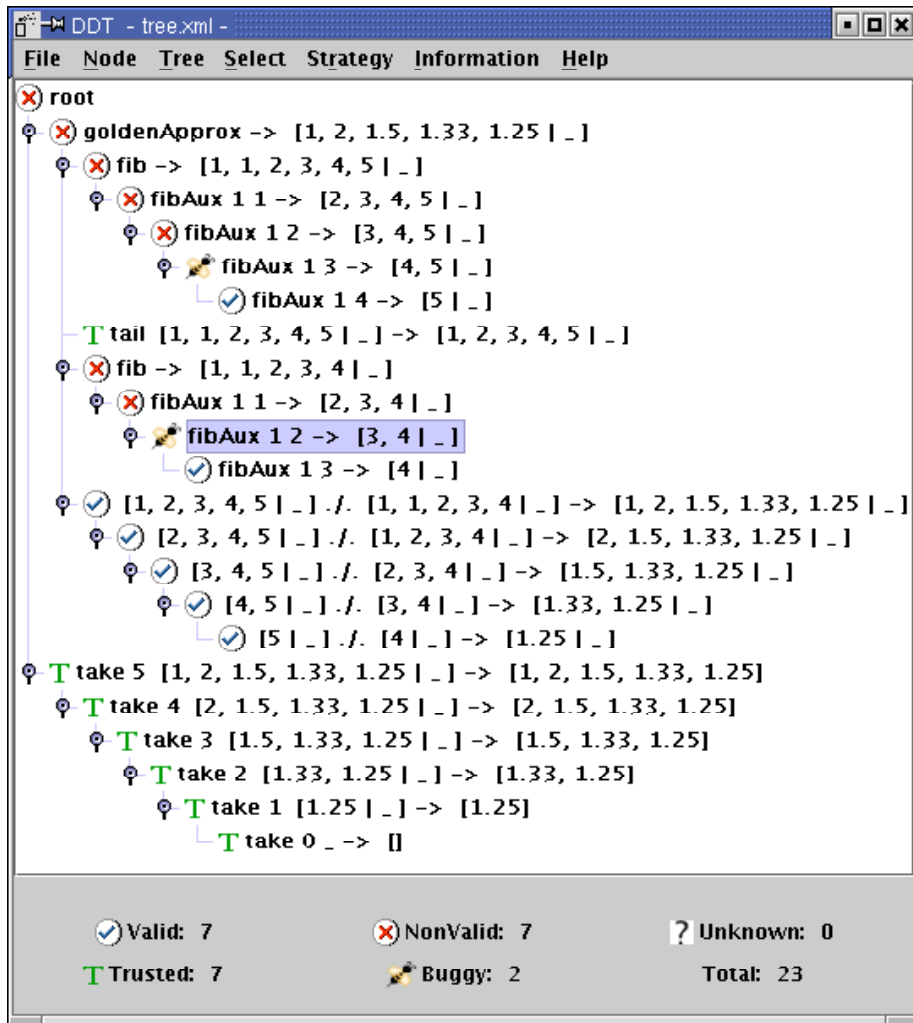 DDT - tree.xml -
File Node Tree Select Strategy Information Help
root
goldenApprox -> [1, 2, 1.5, 1.33, 1.25 | _ ]
fib -> [1, 1, 2, 3, 4, 5 | _ ]
fibAux 1 1 -> [2, 3, 4, 5 | _ ]
fibAux 1 2 -> [3, 4, 5 | _ ]
fibAux 1 3 -> [4, 5 | _ ]
fibAux 1 4 -> [5 | _ ]
T tail [1, 1, 2, 3, 4, 5 | _ ] -> [1, 2, 3, 4, 5 | _ ]
fib -> [1, 1, 2, 3, 4 | _ ]
fibAux 1 1 -> [2, 3, 4 | _ ]
fibAux 1 2 -> [3, 4 | _ ]
fibAux 1 3 -> [4 | _ ]
[1, 2, 3, 4, 5 | _ ] ./. [1, 1, 2, 3, 4 | _ ] -> [1, 2, 1.5, 1.33, 1.25 | _ ]
[2, 3, 4, 5 | _ ] ./. [1, 2, 3, 4 | _ ] -> [2, 1.5, 1.33, 1.25 | _ ]
[3, 4, 5 | _ ] ./. [2, 3, 4 | _ ] -> [1.5, 1.33, 1.25 | _ ]
[4, 5 | _ ] ./. [3, 4 | _ ] -> [1.33, 1.25 | _ ]
[5 | _ ] ./. [4 | _ ] -> [1.25 | _ ]
T take 5 [1, 2, 1.5, 1.33, 1.25 | _ ] -> [1, 2, 1.5, 1.33, 1.25]
T take 4 [2, 1.5, 1.33, 1.25 | _ ] -> [2, 1.5, 1.33, 1.25]
T take 3 [1.5, 1.33, 1.25 | _ ] -> [1.5, 1.33, 1.25]
T take 2 [1.33, 1.25 | _ ] -> [1.33, 1.25]
T take 1 [1.25 | _ ] -> [1.25]
T take 0 _ -> []
Valid: 7 NonValid: 7 ? Unknown: 0
T Trusted: 7 Buggy: 2 Total: 23